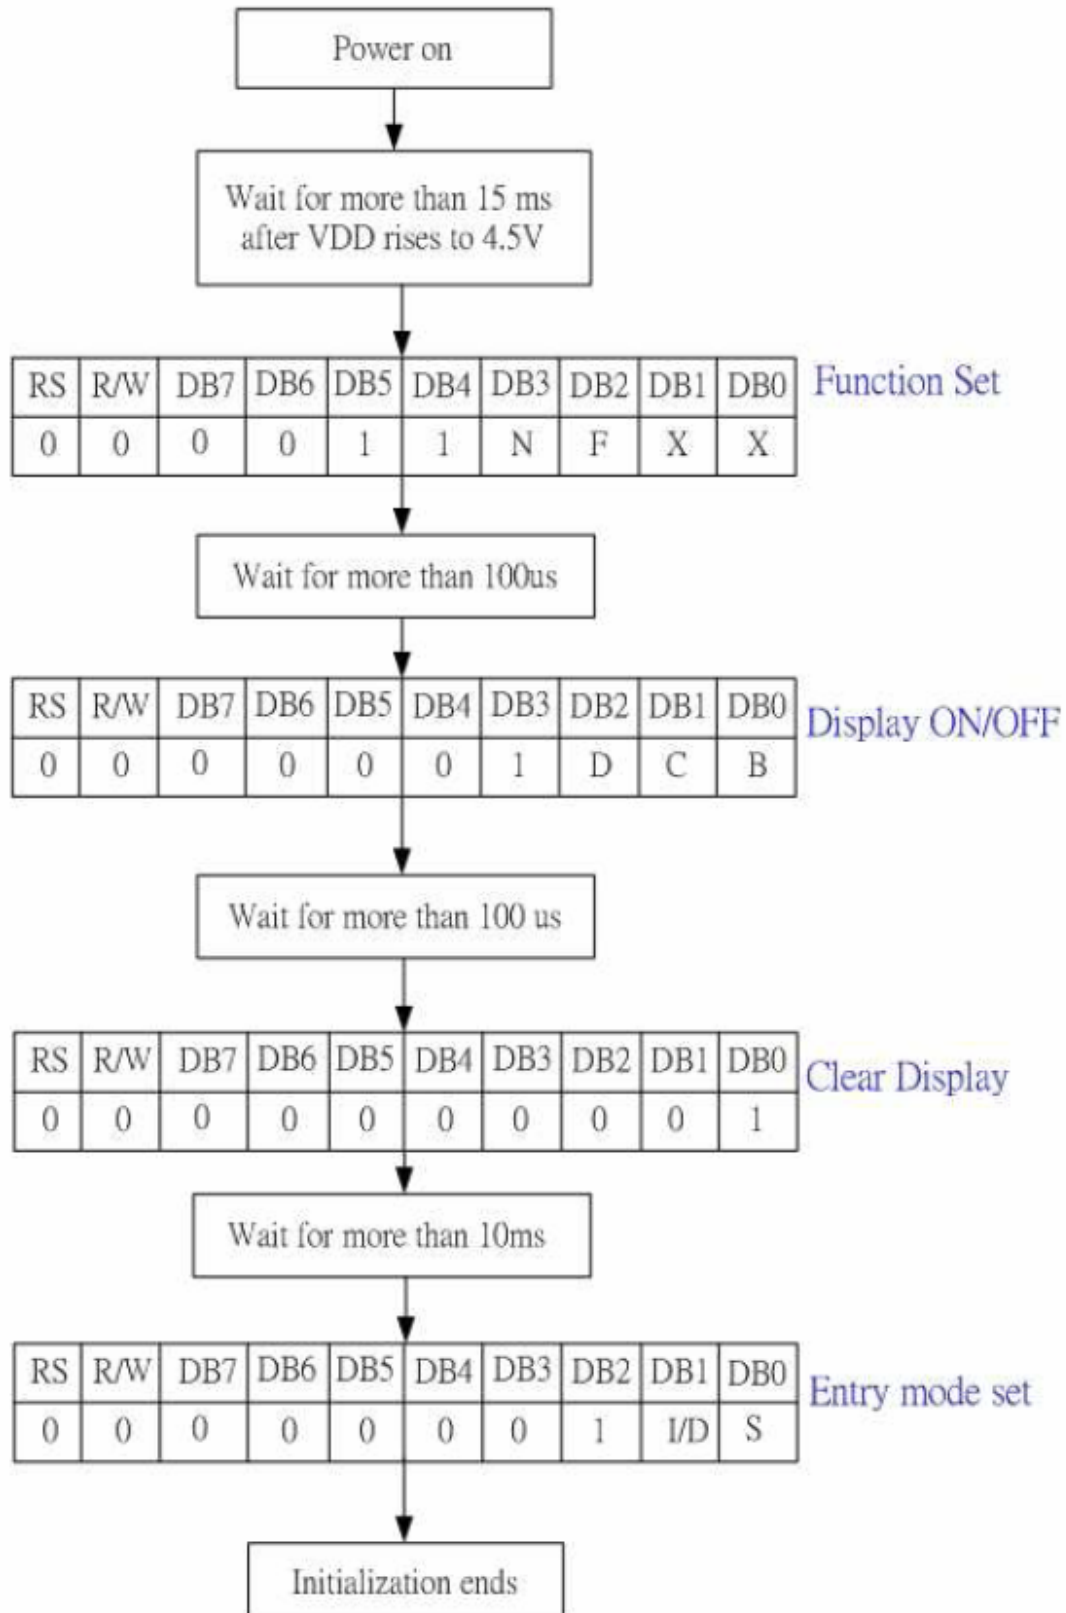 Power on
Wait for more than 15 ms
after VDD rises to 4.5V
RS R/W DB7 DB6 DB5 DB4 DB3 DB2 DB1 DB0
Function Set
0 0 0 0 1 1 N F X X
Wait for more than 100us
RS R/W DB7 DB6 DB5 DB4 DB3 DB2 DB1 DB0
Display ON/OFF
0 0 0 0 0 0 1 D C B
Wait for more than 100 us
RS R/W DB7 DB6 DB5 DB4 DB3 DB2 DB1 DB0
Clear Display
0 0 0 0 0 0 0 0 0 1
Wait for more than 10ms
RS R/W DB7 DB6 DB5 DB4 DB3 DB2 DB1 DB0
Entry mode set
0 0 0 0 0 0 0 1 I/D S
Initialization ends